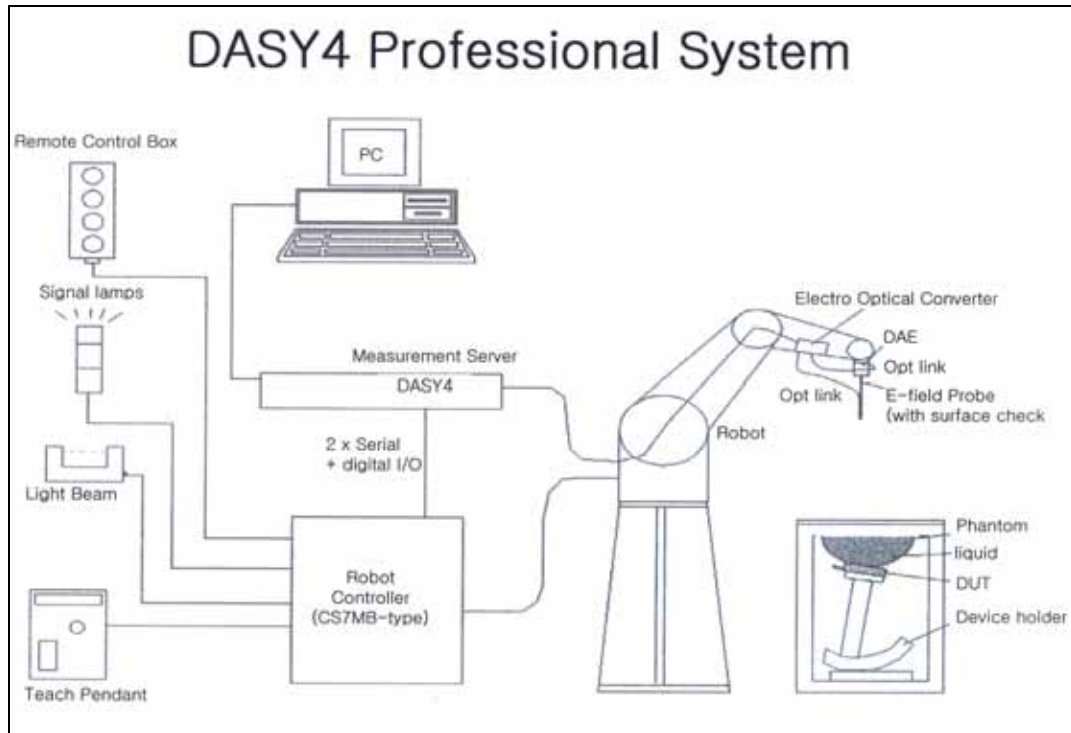 DASY4 Professional System
Remote Control Box
PC
Signal lamps
Electro Optical Converter
DAE
Measurement Server
Opt link
DASY4
Opt link
E-field Probe
(with surface check
Robot
2 x Serial
+ digital I/O
Light Beam
Phantom
liquid
DUT
Robot
Controller
(CS7MB-type)
Device holder
Teach Pendant